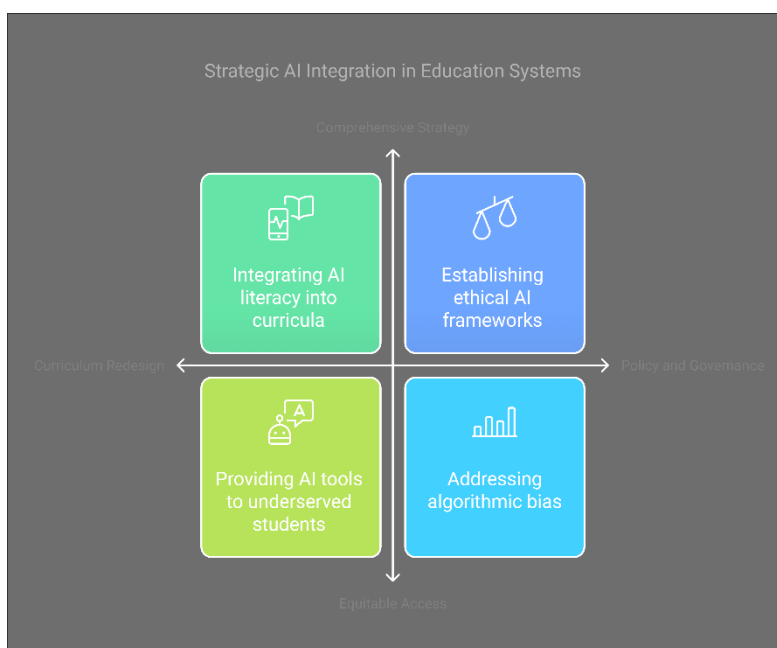 Strategic AI Integration in Education Systems
Comprehensive Strategy
Integrating AI
literacy into
curricula
Establishing
ethical AI
frameworks
Curriculum Redesign
Policy and Governance
A
Providing AI tools
to underserved
students
Addressing
algorithmic bias
Equitable Access